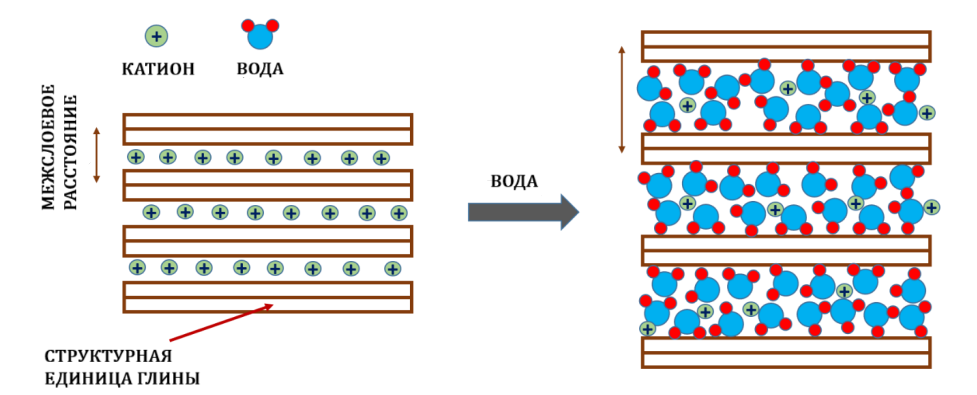 КАТИОН
ВОДА
МЕЖСЛОЕВОЕ
РАССТОЯНИЕ
ВОДА
СТРУКТУРНАЯ
ЕДИНИЦА ГЛИНЫ